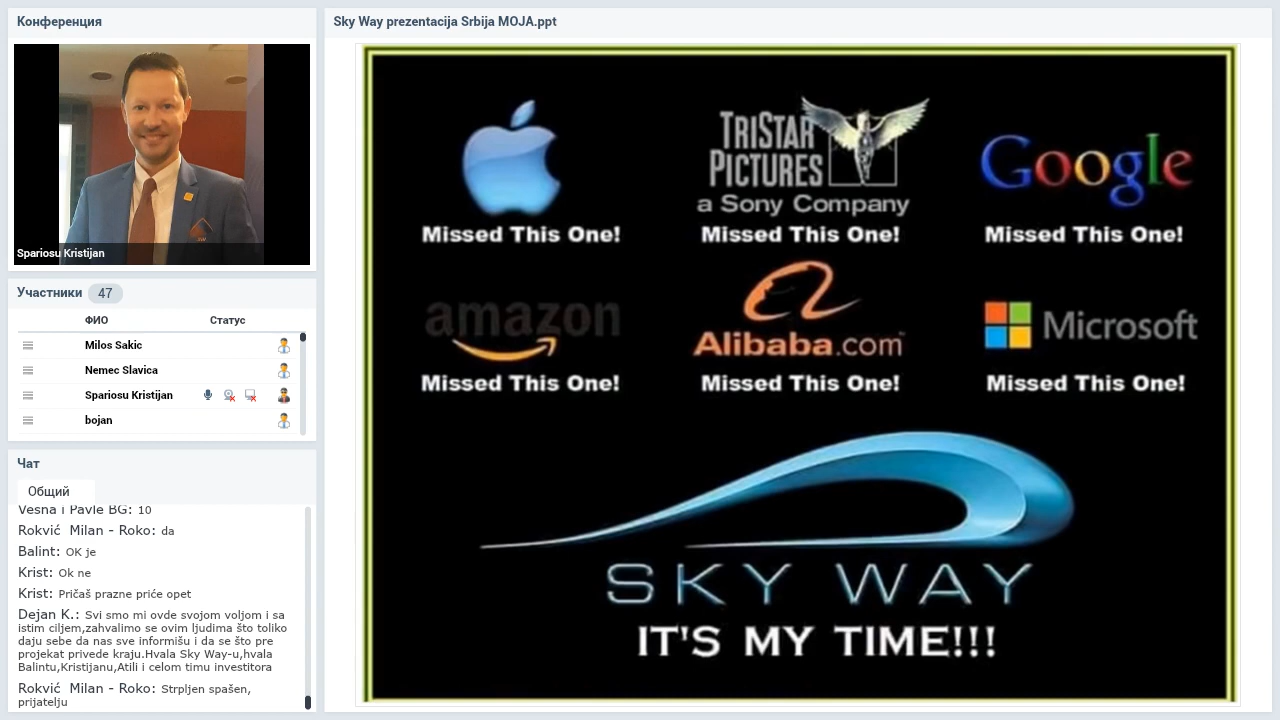 Конференция
Spariosu Kristijan
Участники 47
ФИО Статус
Milos Sakic
Nemec Slavica
Spariosu Kristijan
bojan
Чат
Общий
Vesna i Pavle BG: 10
Rokvić Milan - Roko: da
Balint: OK je
Krist: Ok ne
Krist: Pričaš prazne priće opet
Dejan K.: Svi smo mi ovde svojom voljom i sa
istim ciljem,zahvalimo se ovim ljudima što toliko
daju sebe da nas sve informišu i da se što pre
projekat privede kraju.Hvala Sky Way-u,hvala
Balintu,Kristijanu,Atili i celom timu investitora
Rokvić Milan - Roko: Strpljen spašen,
prijatelju
Sky Way prezentacija Srbija MOJA.ppt
Missed This One!
TRISTAR
PICTURES
a Sony Company
Missed This One!
Google
Missed This One!
amazon
Missed This One!
Alibaba.com
Missed This One!
Microsoft
Missed This One!
SKY WAY
IT'S MY TIME!!!